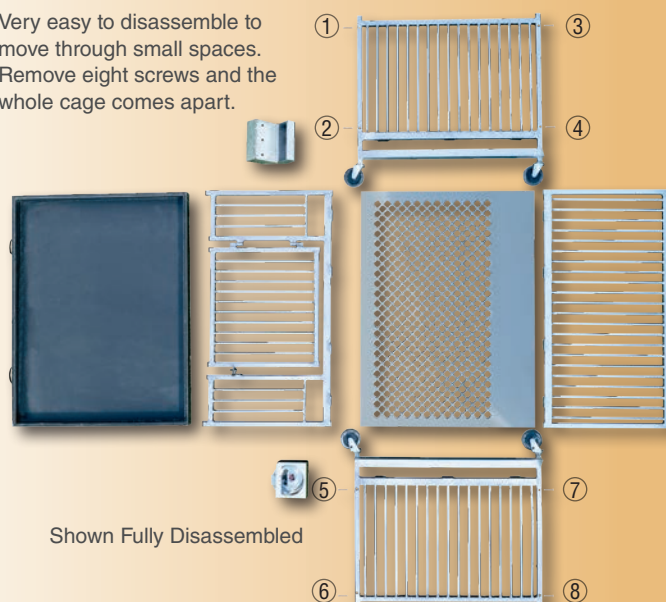 Very easy to disassemble to
move through small spaces.
Remove eight screws and the
whole cage comes apart.
①
③
②
④
⑤
⑦
Shown Fully Disassembled
⑥
⑧